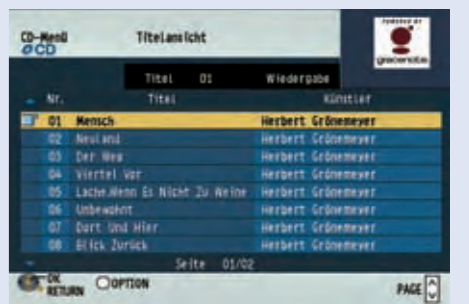 CD-Menü
CD
Titelansicht
POWERED BY
gracenote
Titel 01 Wiedergabe
Nr. Titel Künstler
01 Mensch Herbert Grönemeyer
02 Neuland Herbert Grönemeyer
03 Der Weg Herbert Grönemeyer
04 Viertel Vor Herbert Grönemeyer
05 Lache,Wenn Es Nicht Zu Weine Herbert Grönemeyer
06 Unbewohnt Herbert Grönemeyer
07 Dort Und Hier Herbert Grönemeyer
08 Blick Zurück Herbert Grönemeyer
Seite 01/02
OK
RETURN
OPTION
PAGE